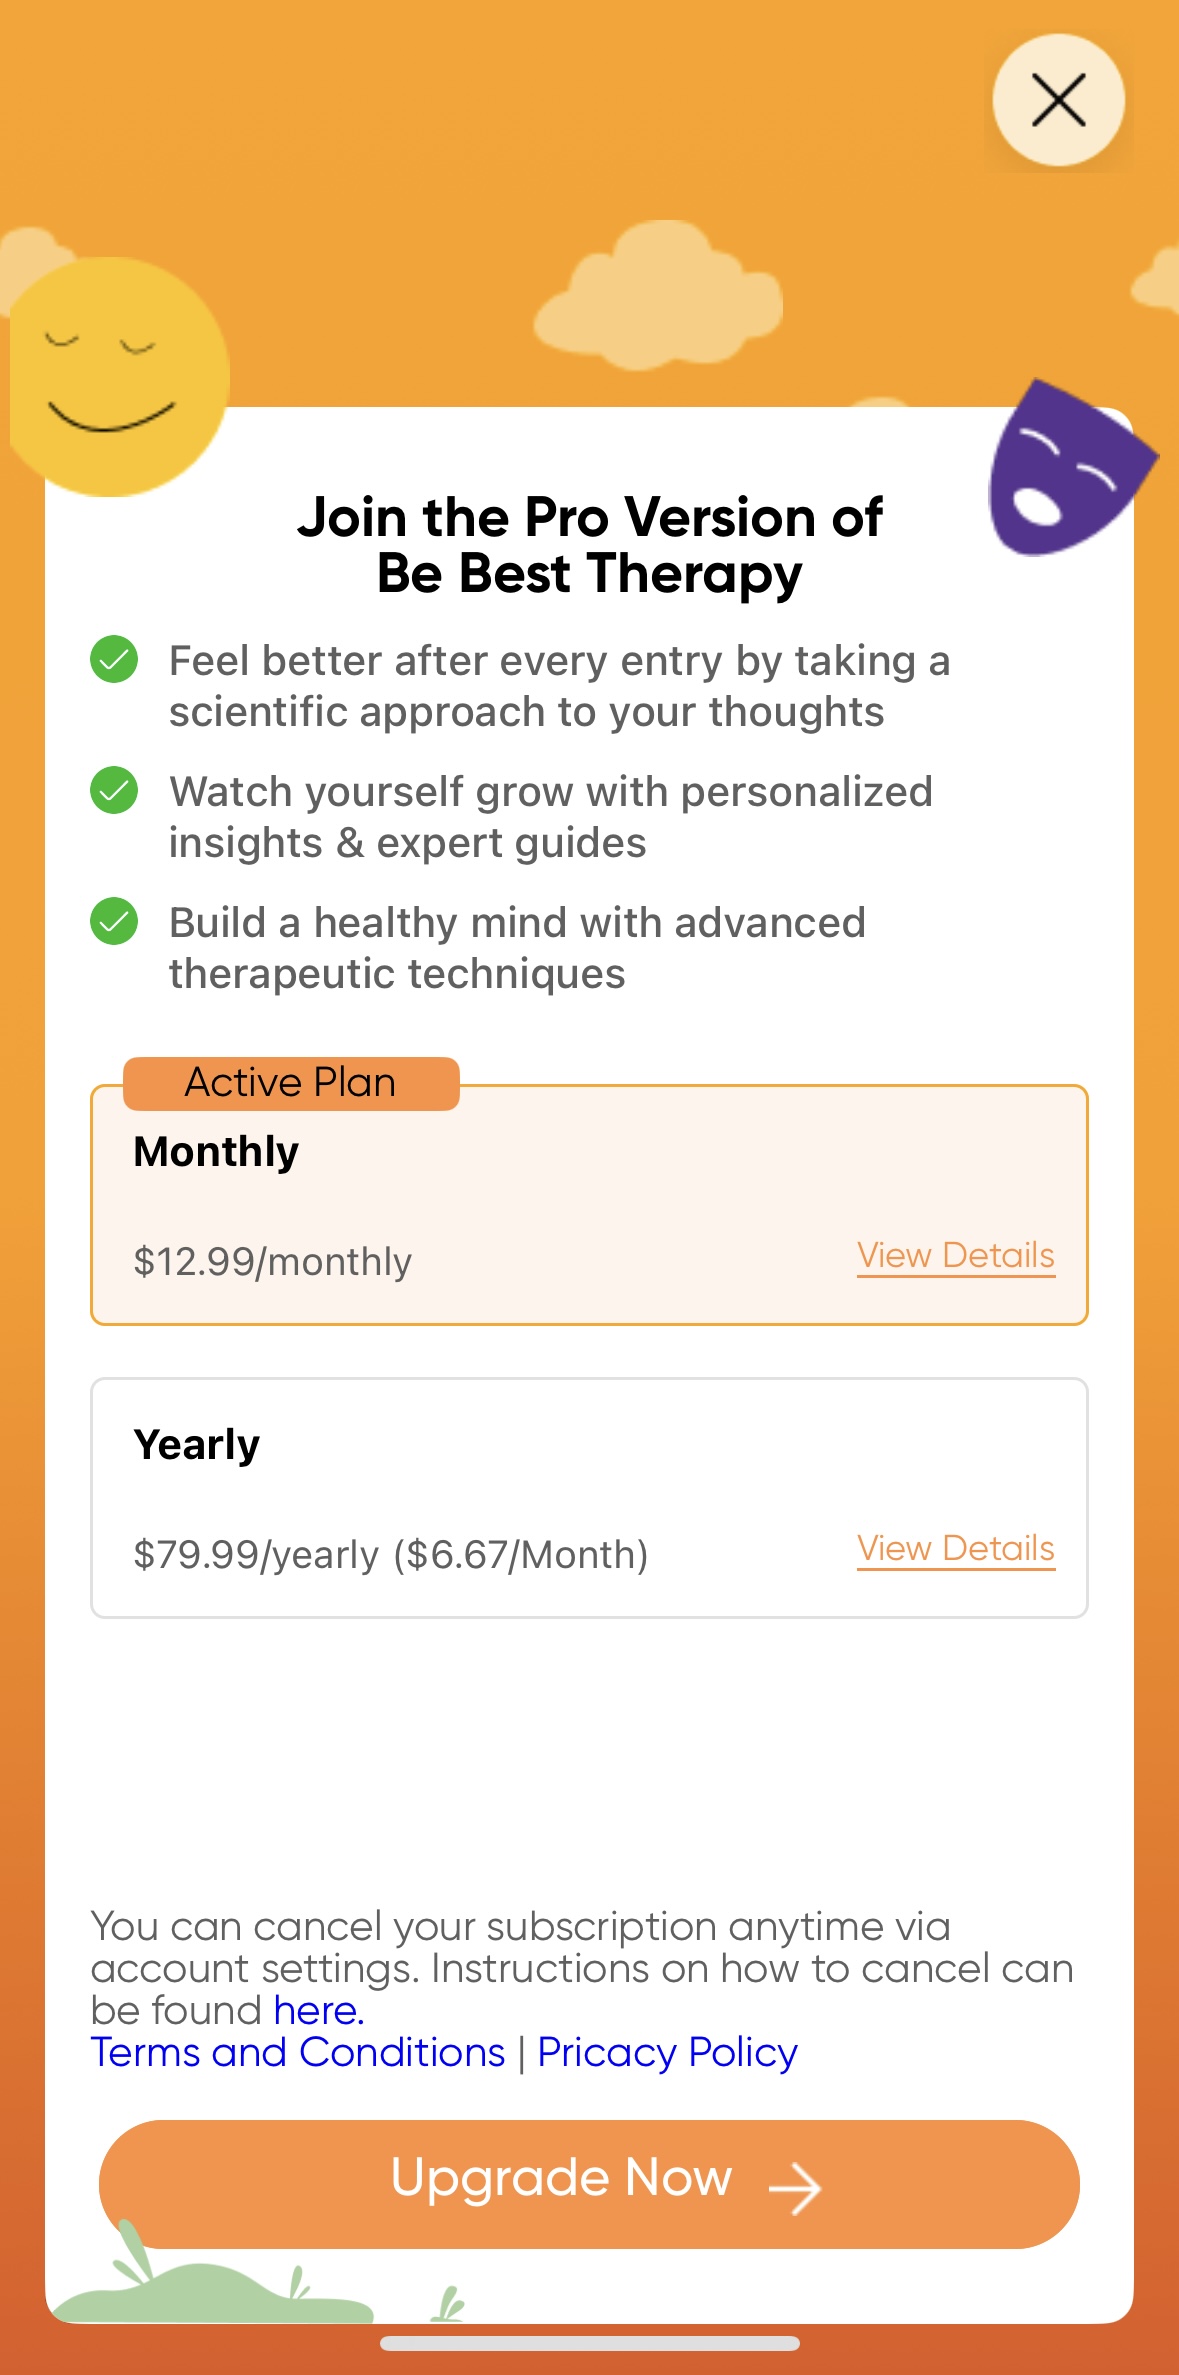 Join the Pro Version of
Be Best Therapy
Feel better after every entry by taking a
scientific approach to your thoughts
Watch yourself grow with personalized
insights & expert guides
Build a healthy mind with advanced
therapeutic techniques
Active Plan
Monthly
$12.99/monthly View Details
Yearly
$79.99/yearly ($6.67/Month) View Details
You can cancel your subscription anytime via
account settings. Instructions on how to cancel can
be found here.
Terms and Conditions | Pricacy Policy
Upgrade Now